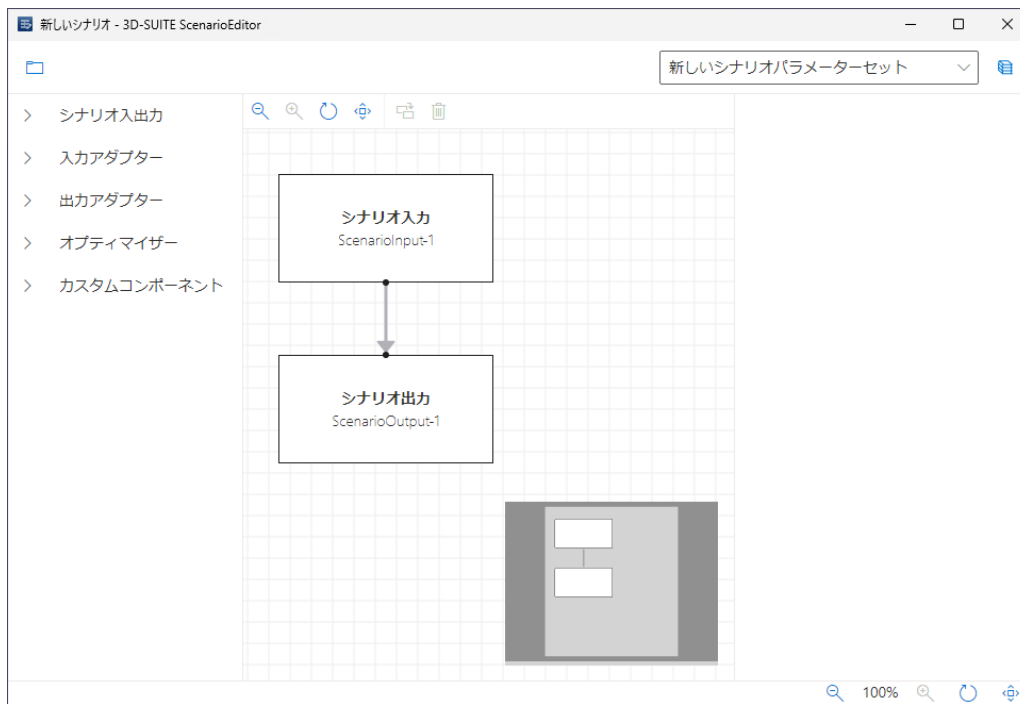 新しいシナリオ - 3D-SUITE ScenarioEditor
新しいシナリオパラメーターセット
シナリオ入出力
入力アダプター
出力アダプター
オプティマイザー
カスタムコンポーネント
シナリオ入力
ScenarioInput-1
シナリオ出力
ScenarioOutput-1
100%